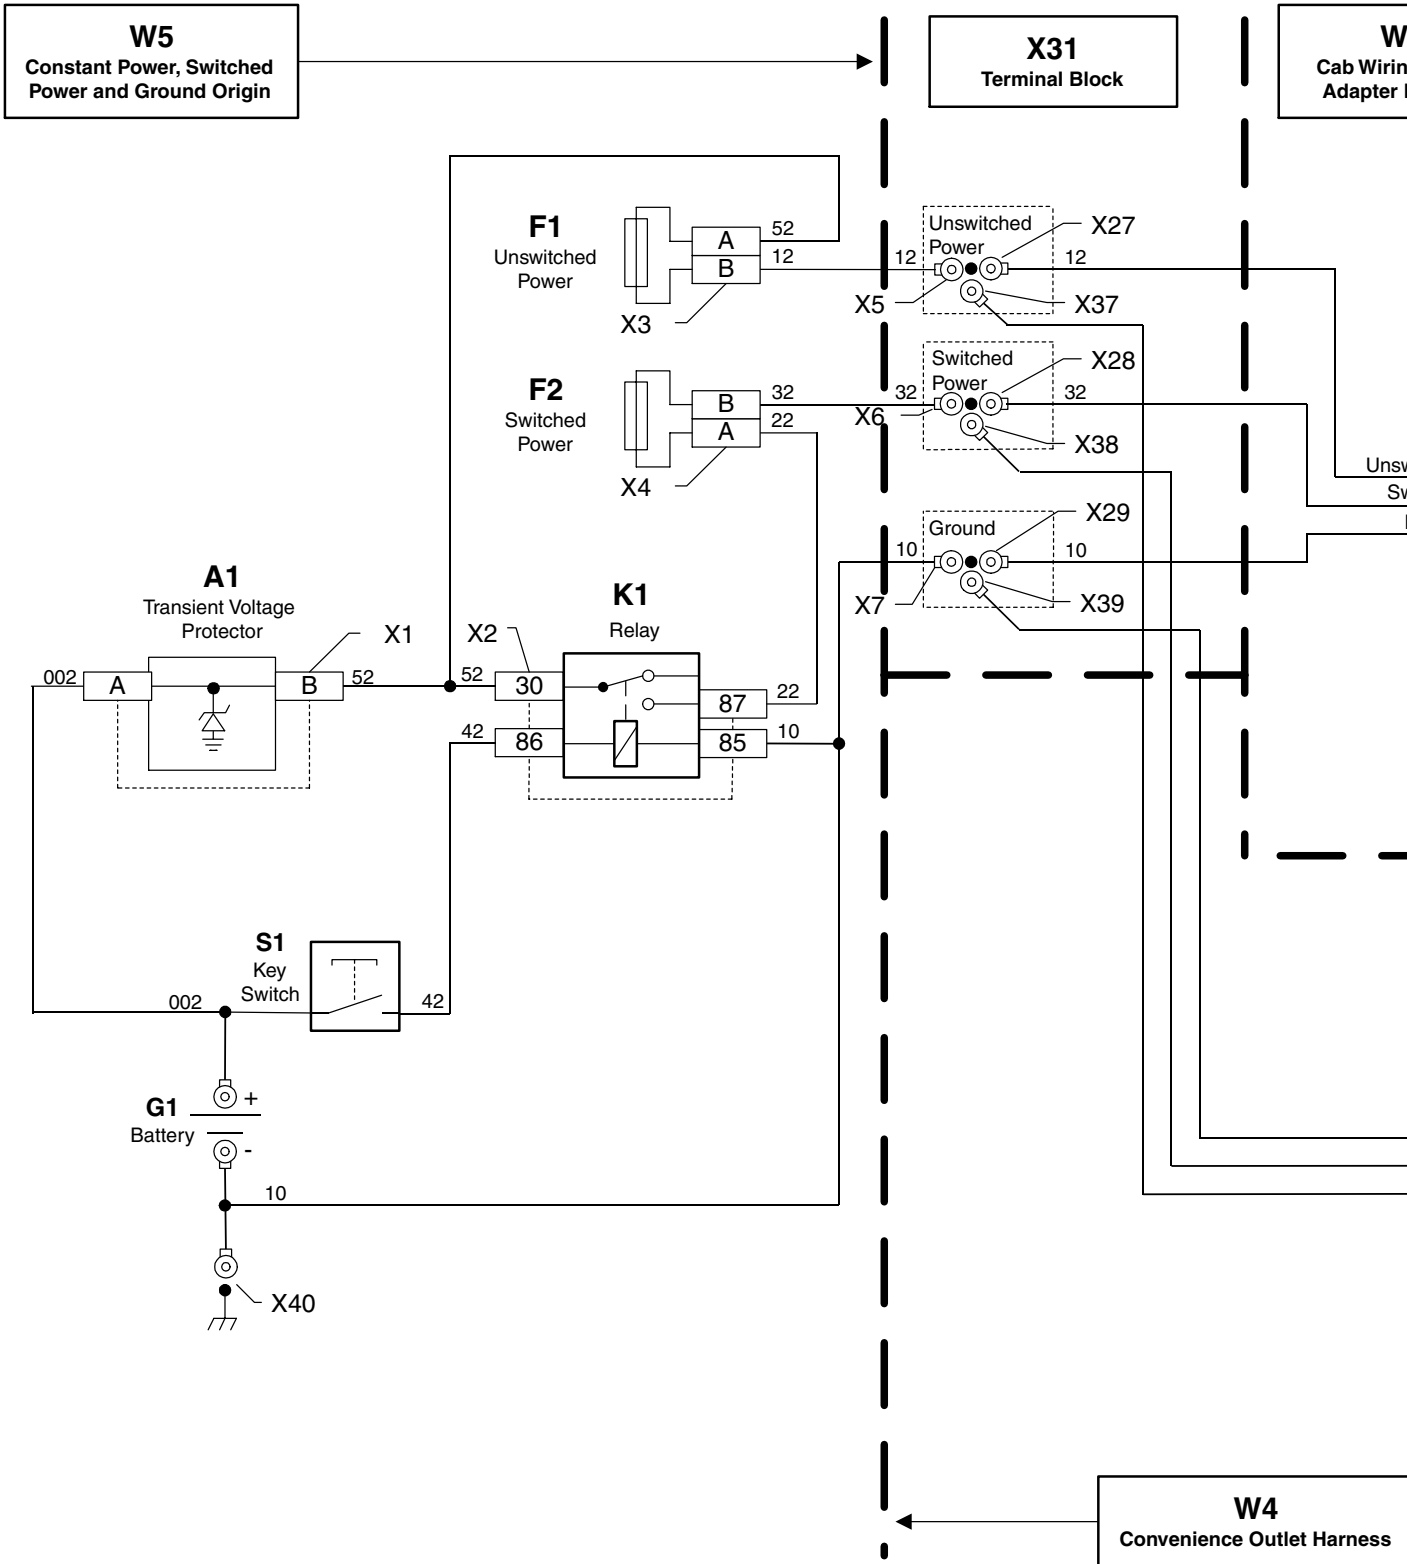 W5
Constant Power, Switched
Power and Ground Origin
X31
Terminal Block
W
Cab Wirin
Adapter
F1
Unswitched
Power
A
B
52
12
X3
Unswitched
Power
X27
12
12
X5
X37
F2
Switched
Power
B
A
32
22
X4
Switched
Power
X28
32
32
X6
X38
Unsw
Sw
Ground
X29
10
10
X7
X39
A1
Transient Voltage
Protector
X1
002
A
B
52
K1
Relay
X2
52
30
87
22
42
86
85
10
S1
Key
Switch
002
42
G1
Battery
+
-
10
X40
W4
Convenience Outlet Harness